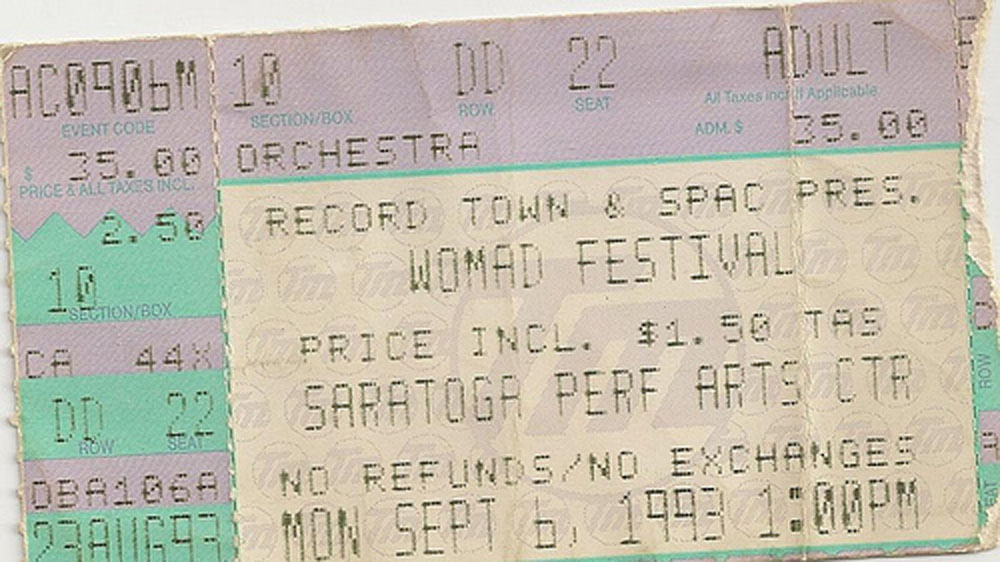 AC0906M
EVENT CODE
$ 35.00
PRICE & ALL TAXES INCL.
2.50
10
SECTION/BOX
CA 44X
DD 22
ROW SEAT
DBA106A
23AUG93
10 DD 22 ADULT
SECTION/BOX ROW SEAT
All Taxes incl If Applicable
ADM. $ 35.00
ORCHESTRA
RECORD TOWN & SPAC PRES.
WOMAD FESTIVAL
PRICE INCL. $1.50 TAS
SARATOGA PERF ARTS CTR
NO REFUNDS/NO EXCHANGES
MON SEPT 6, 1993 1:00PM
ROW